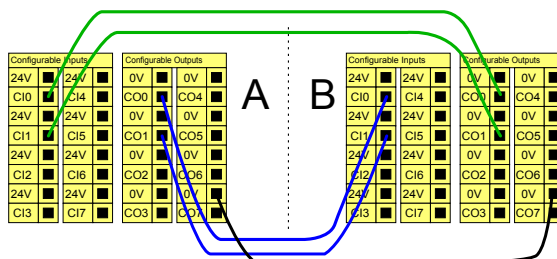 Configurable Inputs
24V 24V
CI0 CI4
24V 24V
CI1 CI5
24V 24V
CI2 CI6
24V 24V
CI3 CI7
Configurable Outputs
0V 0V
CO0 CO4
0V 0V
CO1 CO5
0V 0V
CO2 CO6
0V 0V
CO3 CO7
A
B
Configurable Inputs
24V 24V
CI0 CI4
24V 24V
CI1 CI5
24V 24V
CI2 CI6
24V 24V
CI3 CI7
Configurable Outputs
0V 0V
CO0 CO4
0V 0V
CO1 CO5
0V 0V
CO2 CO6
0V 0V
CO3 CO7